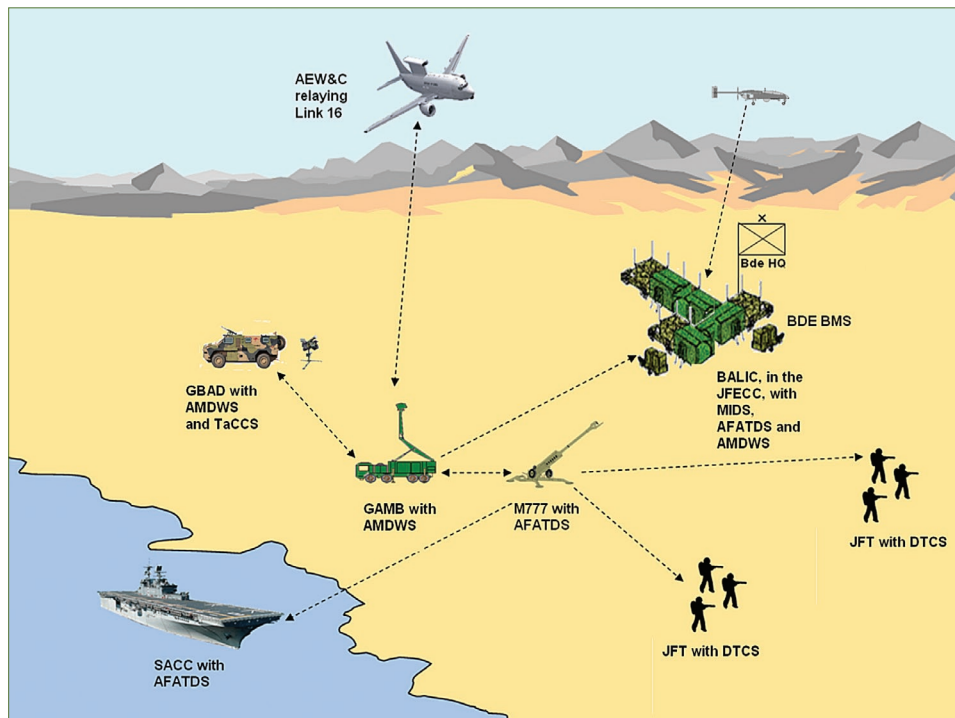 AEW&C
relaying
Link 16
X
Bde HQ
BDE BMS
GBAD with
AMDWS
and TaCCS
BALIC, in the
JFECC, with
MIDS,
AFATDS and
AMDWS
GAMB with
AMDWS
M777 with
AFATDS
JFT with DTCS
JFT with DTCS
SACC with
AFATDS